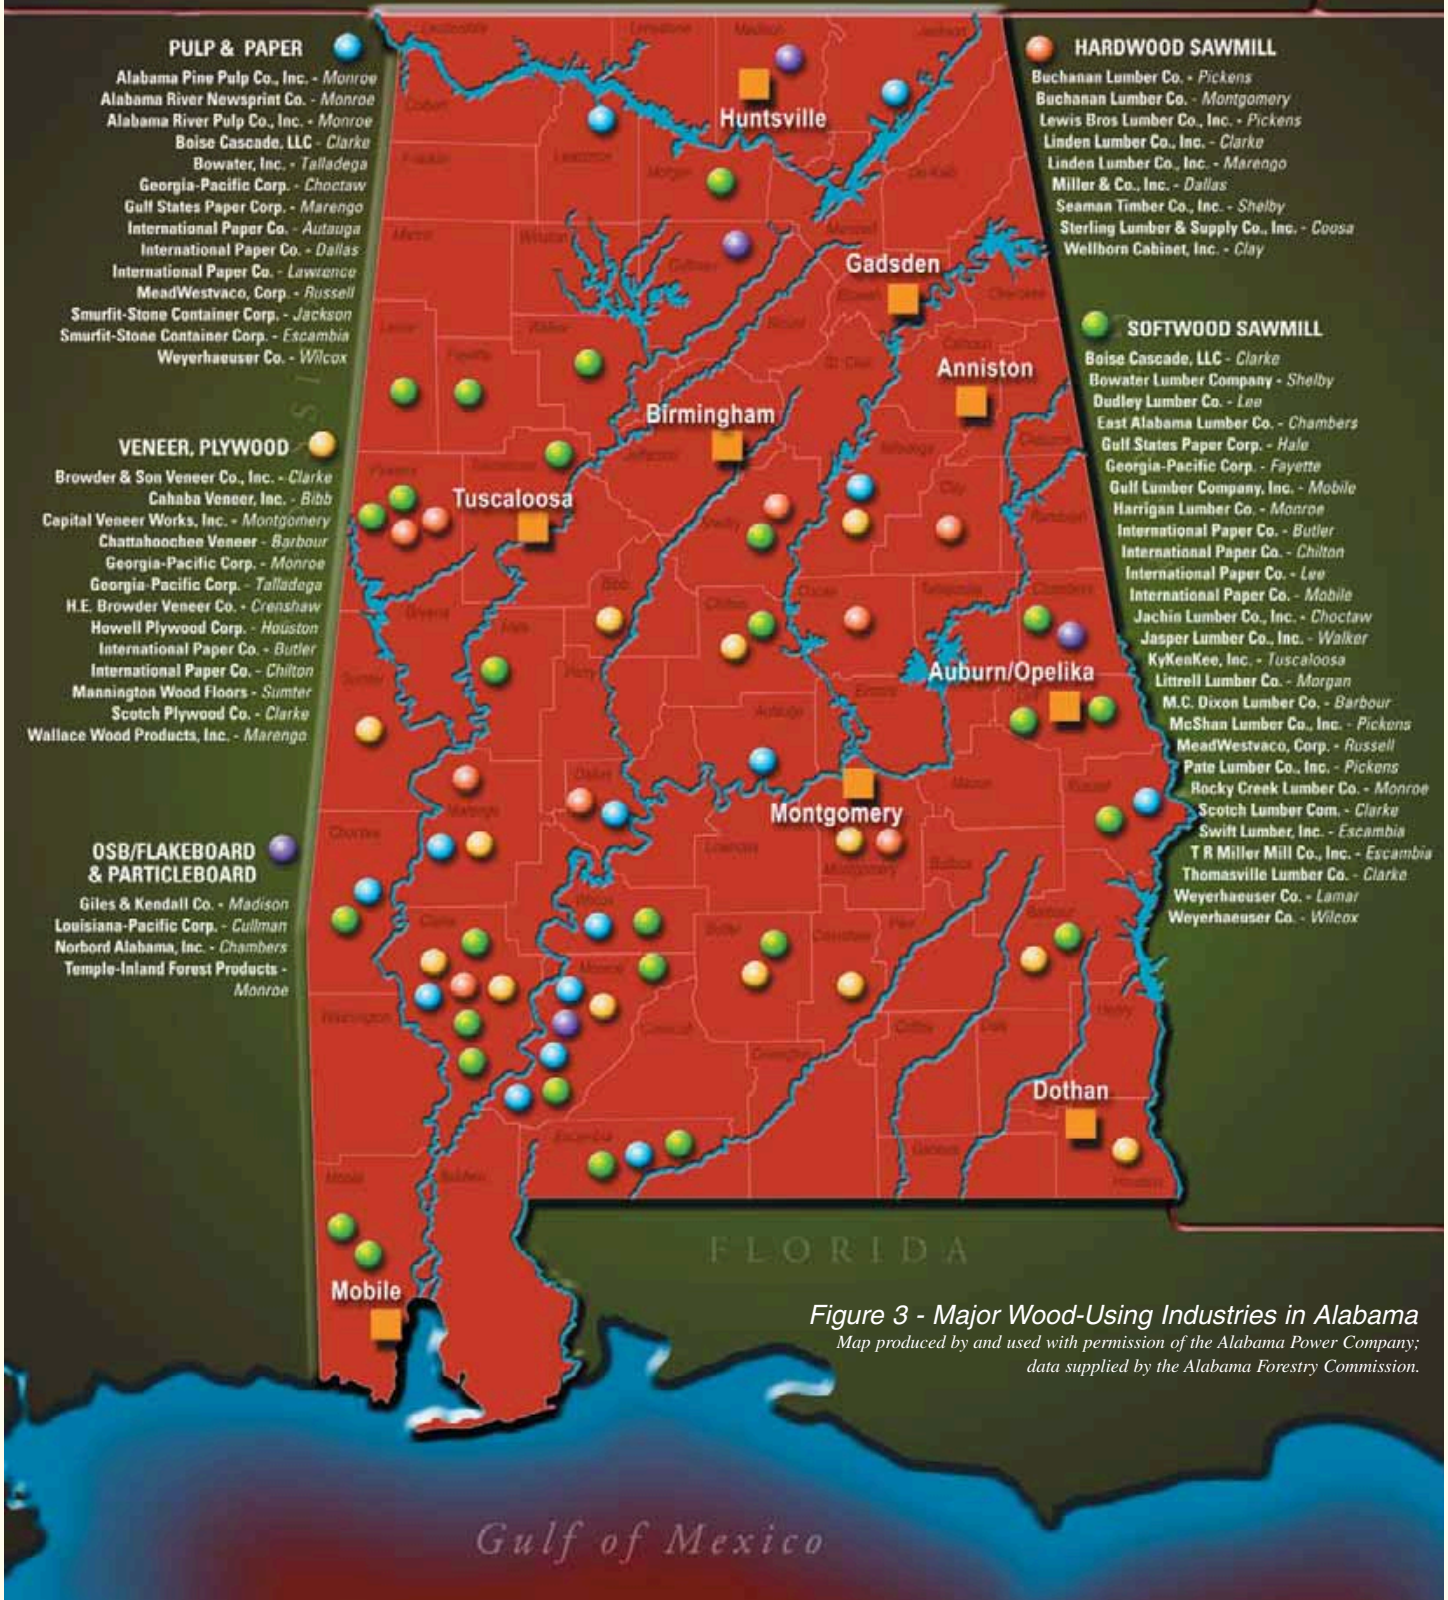 PULP & PAPER
Alabama Pine Pulp Co., Inc. - Monroe
Alabama River Newsprint Co. - Monroe
Alabama River Pulp Co., Inc. - Monroe
Boise Cascade, LLC - Clarke
Bowater, Inc. - Talladega
Georgia-Pacific Corp. - Choctaw
Gulf States Paper Corp. - Marengo
International Paper Co. - Autauga
International Paper Co. - Dallas
International Paper Co. - Lawrence
MeadWestvaco, Corp. - Russell
Smurfit-Stone Container Corp. - Jackson
Smurfit-Stone Container Corp. - Escambia
Weyerhaeuser Co. - Wilcox
VENEER, PLYWOOD
Browder & Son Veneer Co., Inc. - Clarke
Cahaba Veneer, Inc. - Bibb
Capital Veneer Works, Inc. - Montgomery
Chattahoochee Veneer - Barbour
Georgia-Pacific Corp. - Monroe
Georgia-Pacific Corp. - Talladega
H.E. Browder Veneer Co. - Crenshaw
Howell Plywood Corp. - Houston
International Paper Co. - Butler
International Paper Co. - Chilton
Mannington Wood Floors - Sumter
Scotch Plywood Co. - Clarke
Wallace Wood Products, Inc. - Marengo
OSB/FLAKEBOARD
& PARTICLEBOARD
Giles & Kendall Co. - Madison
Louisiana-Pacific Corp. - Cullman
Norbord Alabama, Inc. - Chambers
Temple-Inland Forest Products -
Monroe
HARDWOOD SAWMILL
Buchanan Lumber Co. - Pickens
Buchanan Lumber Co. - Montgomery
Lewis Bros Lumber Co., Inc. - Pickens
Linden Lumber Co., Inc. - Clarke
Linden Lumber Co., Inc. - Marengo
Miller & Co., Inc. - Dallas
Seaman Timber Co., Inc. - Shelby
Sterling Lumber & Supply Co., Inc. - Coosa
Wellborn Cabinet, Inc. - Clay
SOFTWOOD SAWMILL
Boise Cascade, LLC - Clarke
Bowater Lumber Company - Shelby
Dudley Lumber Co. - Lee
East Alabama Lumber Co. - Chambers
Gulf States Paper Corp. - Hale
Georgia-Pacific Corp. - Fayette
Gulf Lumber Company, Inc. - Mobile
Harrigan Lumber Co. - Monroe
International Paper Co. - Butler
International Paper Co. - Chilton
International Paper Co. - Lee
International Paper Co. - Mobile
Jachin Lumber Co., Inc. - Choctaw
Jasper Lumber Co., Inc. - Walker
KyKenKee, Inc. - Tuscaloosa
Littrell Lumber Co. - Morgan
M.C. Dixon Lumber Co. - Barbour
McShan Lumber Co., Inc. - Pickens
MeadWestvaco, Corp. - Russell
Pate Lumber Co., Inc. - Pickens
Rocky Creek Lumber Co. - Monroe
Scotch Lumber Com. - Clarke
Swift Lumber, Inc. - Escambia
T R Miller Mill Co., Inc. - Escambia
Thomasville Lumber Co. - Clarke
Weyerhaeuser Co. - Lamar
Weyerhaeuser Co. - Wilcox
Huntsville
Gadsden
Anniston
Birmingham
Tuscaloosa
Auburn/Opelika
Montgomery
Dothan
Mobile
FLORIDA
Figure 3 - Major Wood-Using Industries in Alabama
Map produced by and used with permission of the Alabama Power Company;
data supplied by the Alabama Forestry Commission.
Gulf of Mexico